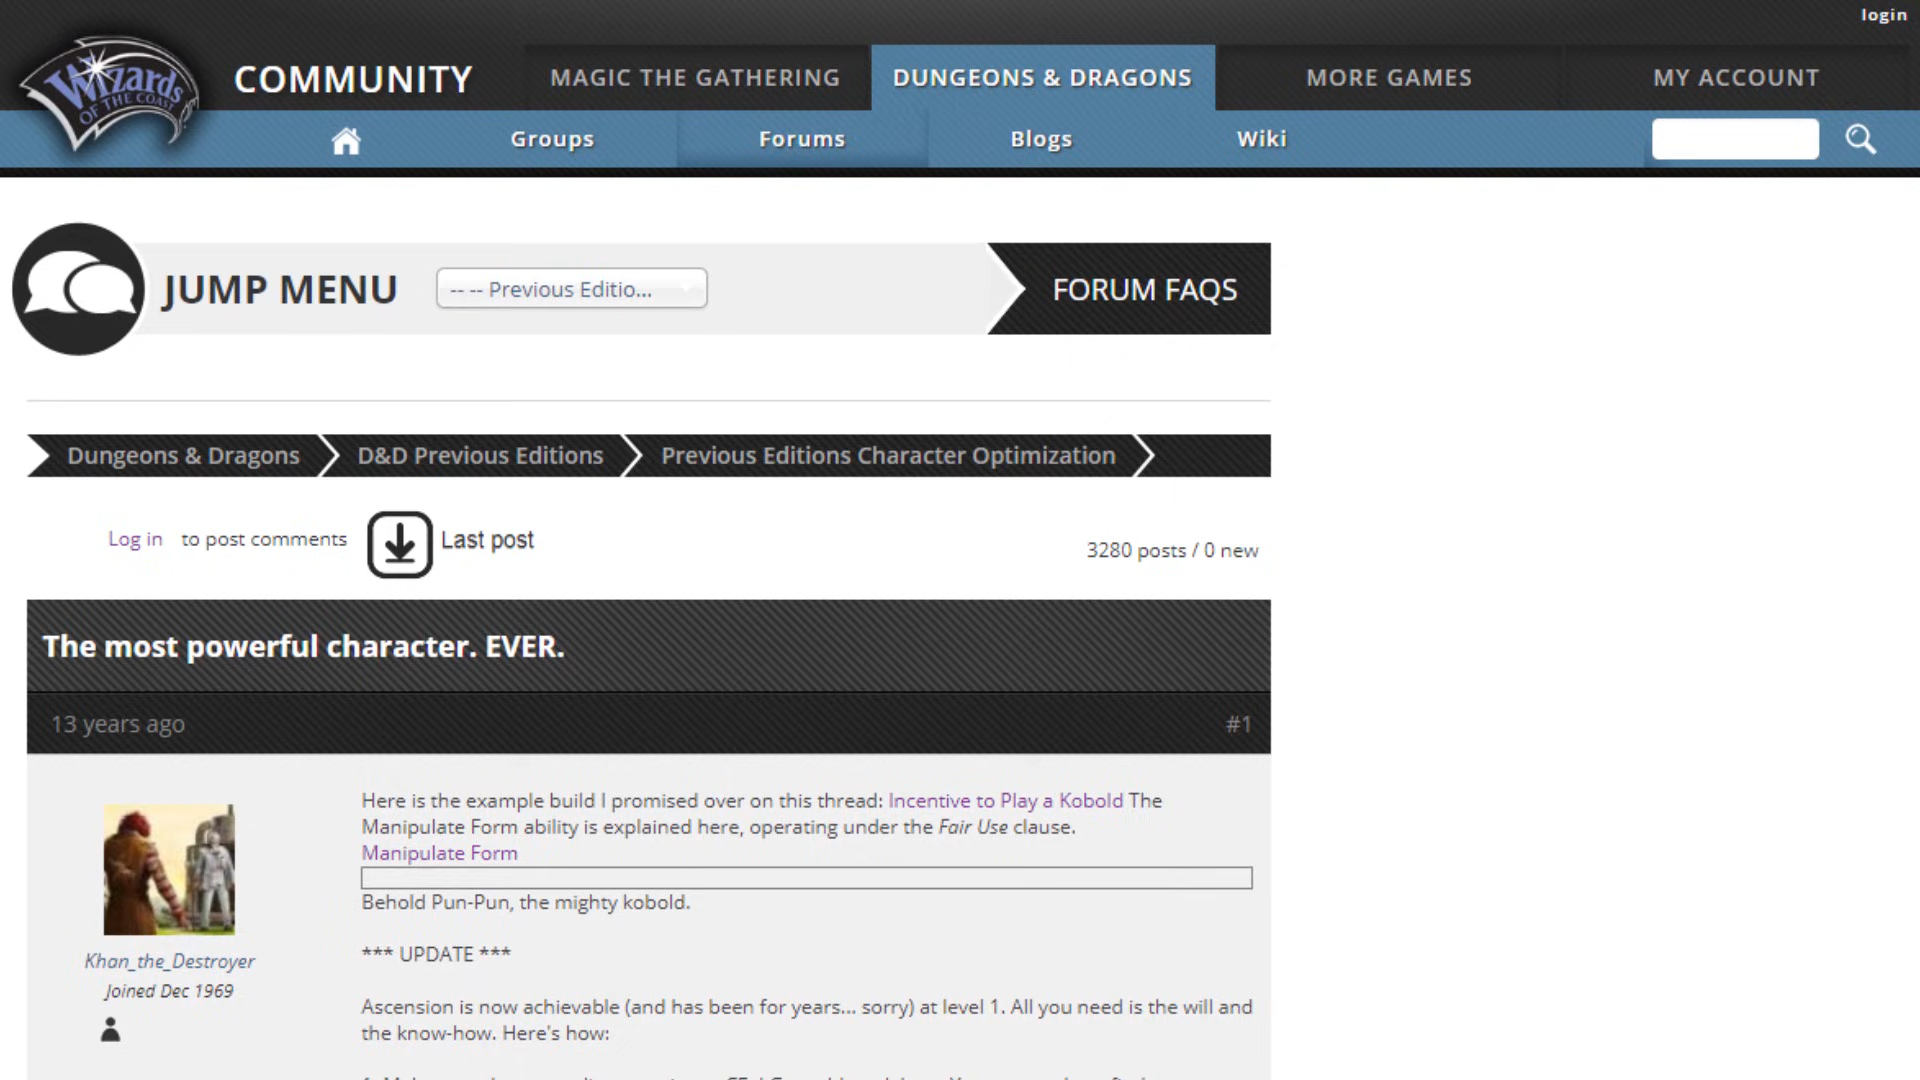 login
Wizards
OF THE COAST
COMMUNITY
MAGIC THE GATHERING
DUNGEONS & DRAGONS
MORE GAMES
MY ACCOUNT
Groups
Forums
Blogs
Wiki
JUMP MENU
-- -- Previous Editio...
FORUM FAQS
Dungeons & Dragons
D&D Previous Editions
Previous Editions Character Optimization
Log in to post comments
Last post
3280 posts / 0 new
The most powerful character. EVER.
13 years ago
#1
Here is the example build I promised over on this thread: Incentive to Play a Kobold The
Manipulate Form ability is explained here, operating under the Fair Use clause.
Manipulate Form
Behold Pun-Pun, the mighty kobold.
*** UPDATE ***
Khan_the_Destroyer
Joined Dec 1969
Ascension is now achievable (and has been for years... sorry) at level 1. All you need is the will and
the know-how. Here's how: